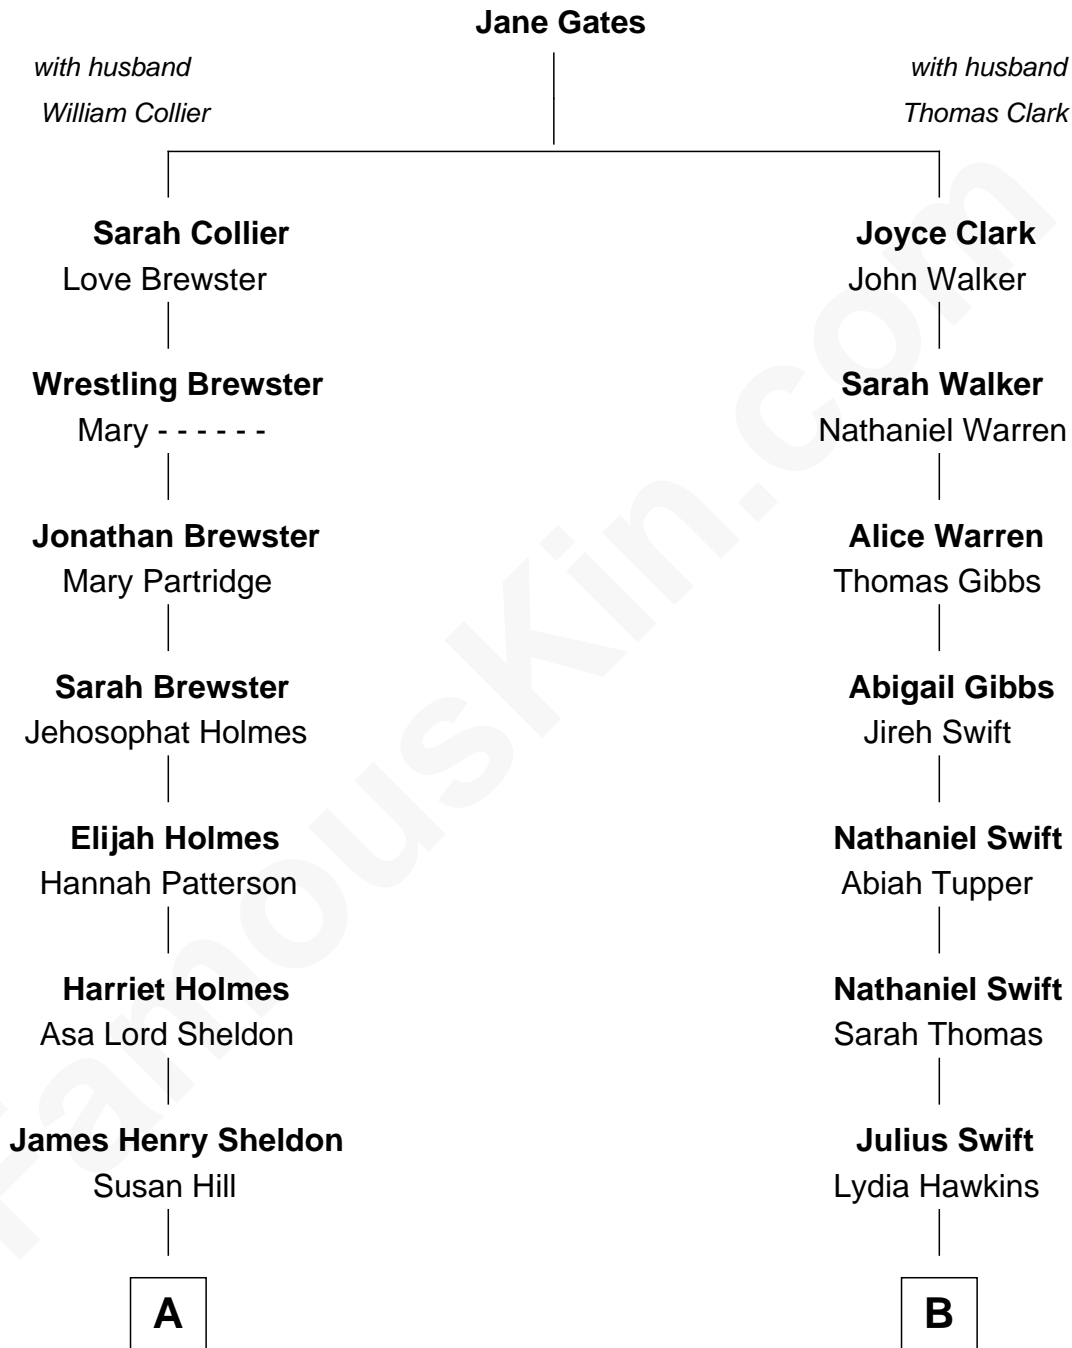 Jane Gates
with husband
William Collier
with husband
Thomas Clark
Sarah Collier
Love Brewster
Joyce Clark
John Walker
Wrestling Brewster
Mary - - - - - -
Sarah Walker
Nathaniel Warren
Jonathan Brewster
Mary Partridge
Alice Warren
Thomas Gibbs
Sarah Brewster
Jehosophat Holmes
Abigail Gibbs
Jireh Swift
Elijah Holmes
Hannah Patterson
Nathaniel Swift
Abiah Tupper
Harriet Holmes
Asa Lord Sheldon
Nathaniel Swift
Sarah Thomas
James Henry Sheldon
Susan Hill
Julius Swift
Lydia Hawkins
A
B
FamousKin.com